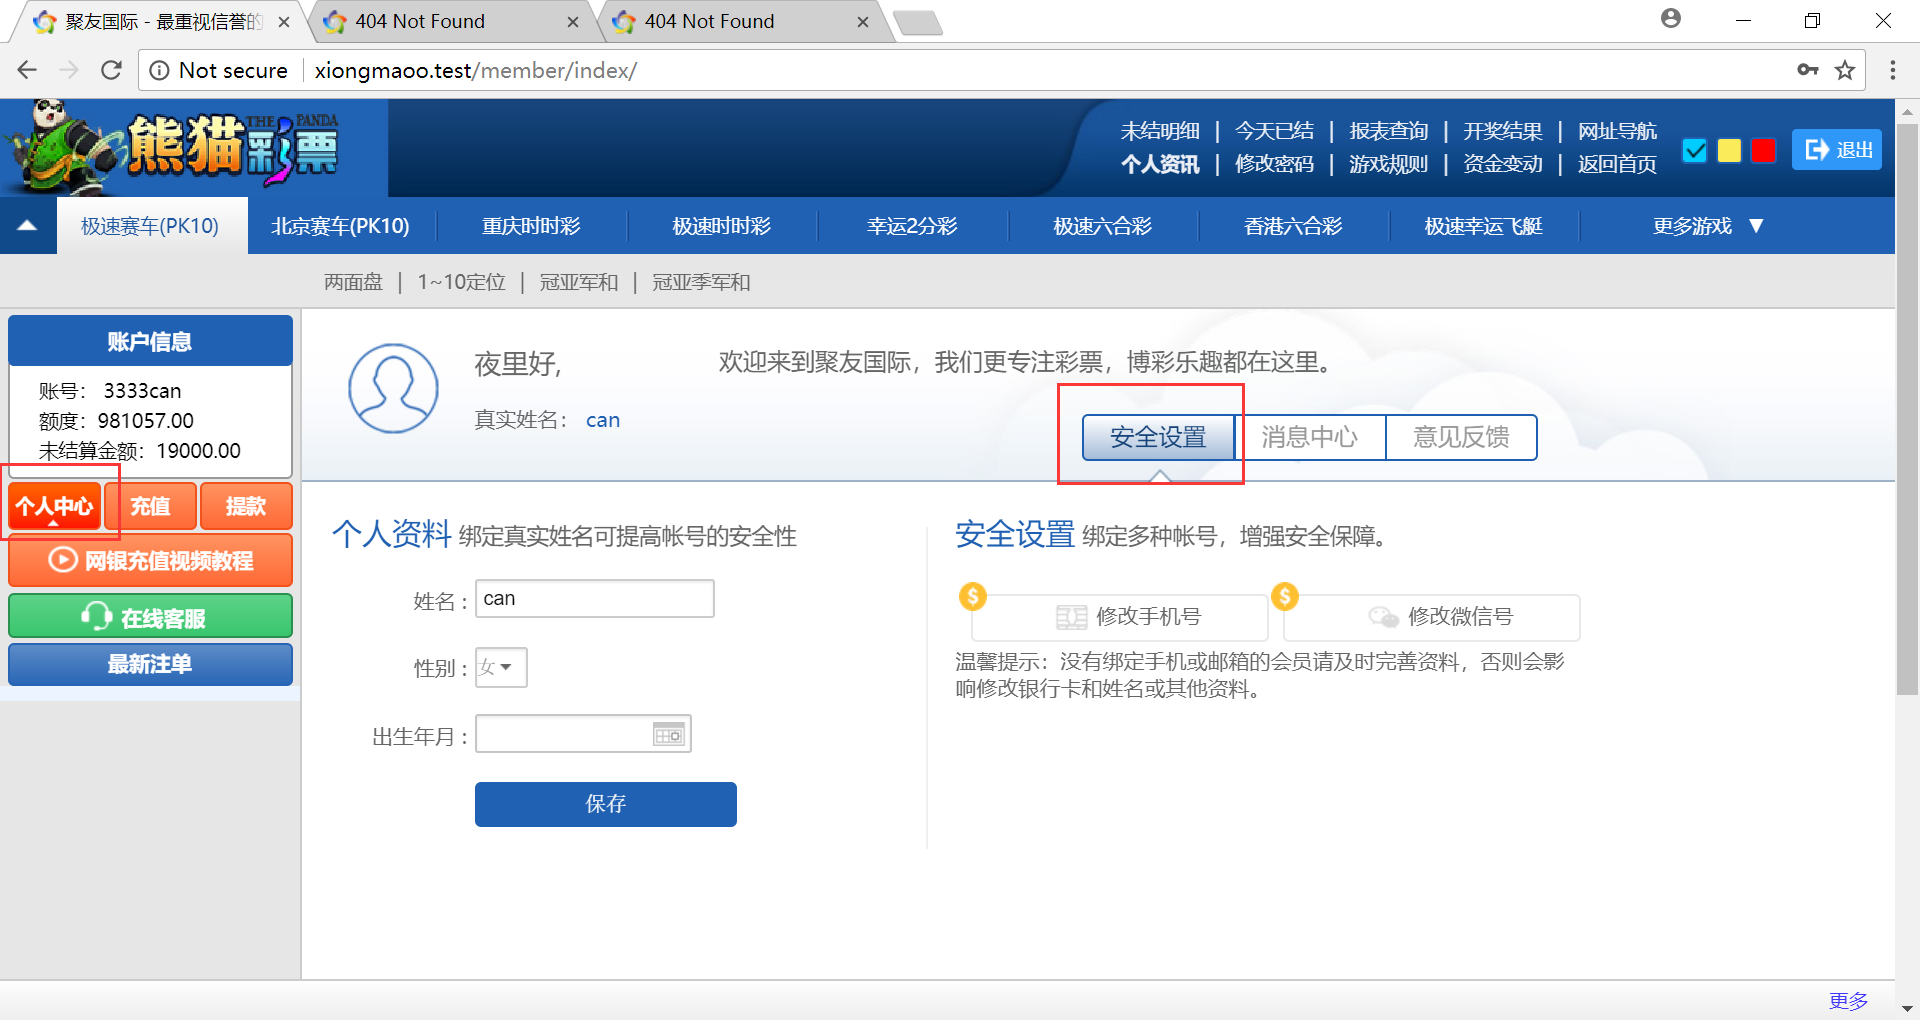 聚友国际 - 最重视信誉的
404 Not Found
404 Not Found
Not secure
xiongmaoo.test/member/index/
THE PANDA
熊猫彩票
未结明细 | 今天已结 | 报表查询 | 开奖结果 | 网址导航
个人资讯 | 修改密码 | 游戏规则 | 资金变动 | 返回首页
退出
极速赛车(PK10) 北京赛车(PK10) 重庆时时彩 极速时时彩 幸运2分彩 极速六合彩 香港六合彩 极速幸运飞艇 更多游戏 ▼
两面盘 | 1~10定位 | 冠亚军和 | 冠亚季军和
账户信息
账号： 3333can
额度：981057.00
未结算金额：19000.00
个人中心 充值 提款
网银充值视频教程
在线客服
最新注单
夜里好,
欢迎来到聚友国际，我们更专注彩票，博彩乐趣都在这里。
真实姓名： can
安全设置 消息中心 意见反馈
个人资料 绑定真实姓名可提高帐号的安全性
姓名 : can
性别 : 女
出生年月 :
保存
安全设置 绑定多种帐号，增强安全保障。
$ 修改手机号
$ 修改微信号
温馨提示：没有绑定手机或邮箱的会员请及时完善资料，否则会影
响修改银行卡和姓名或其他资料。
更多